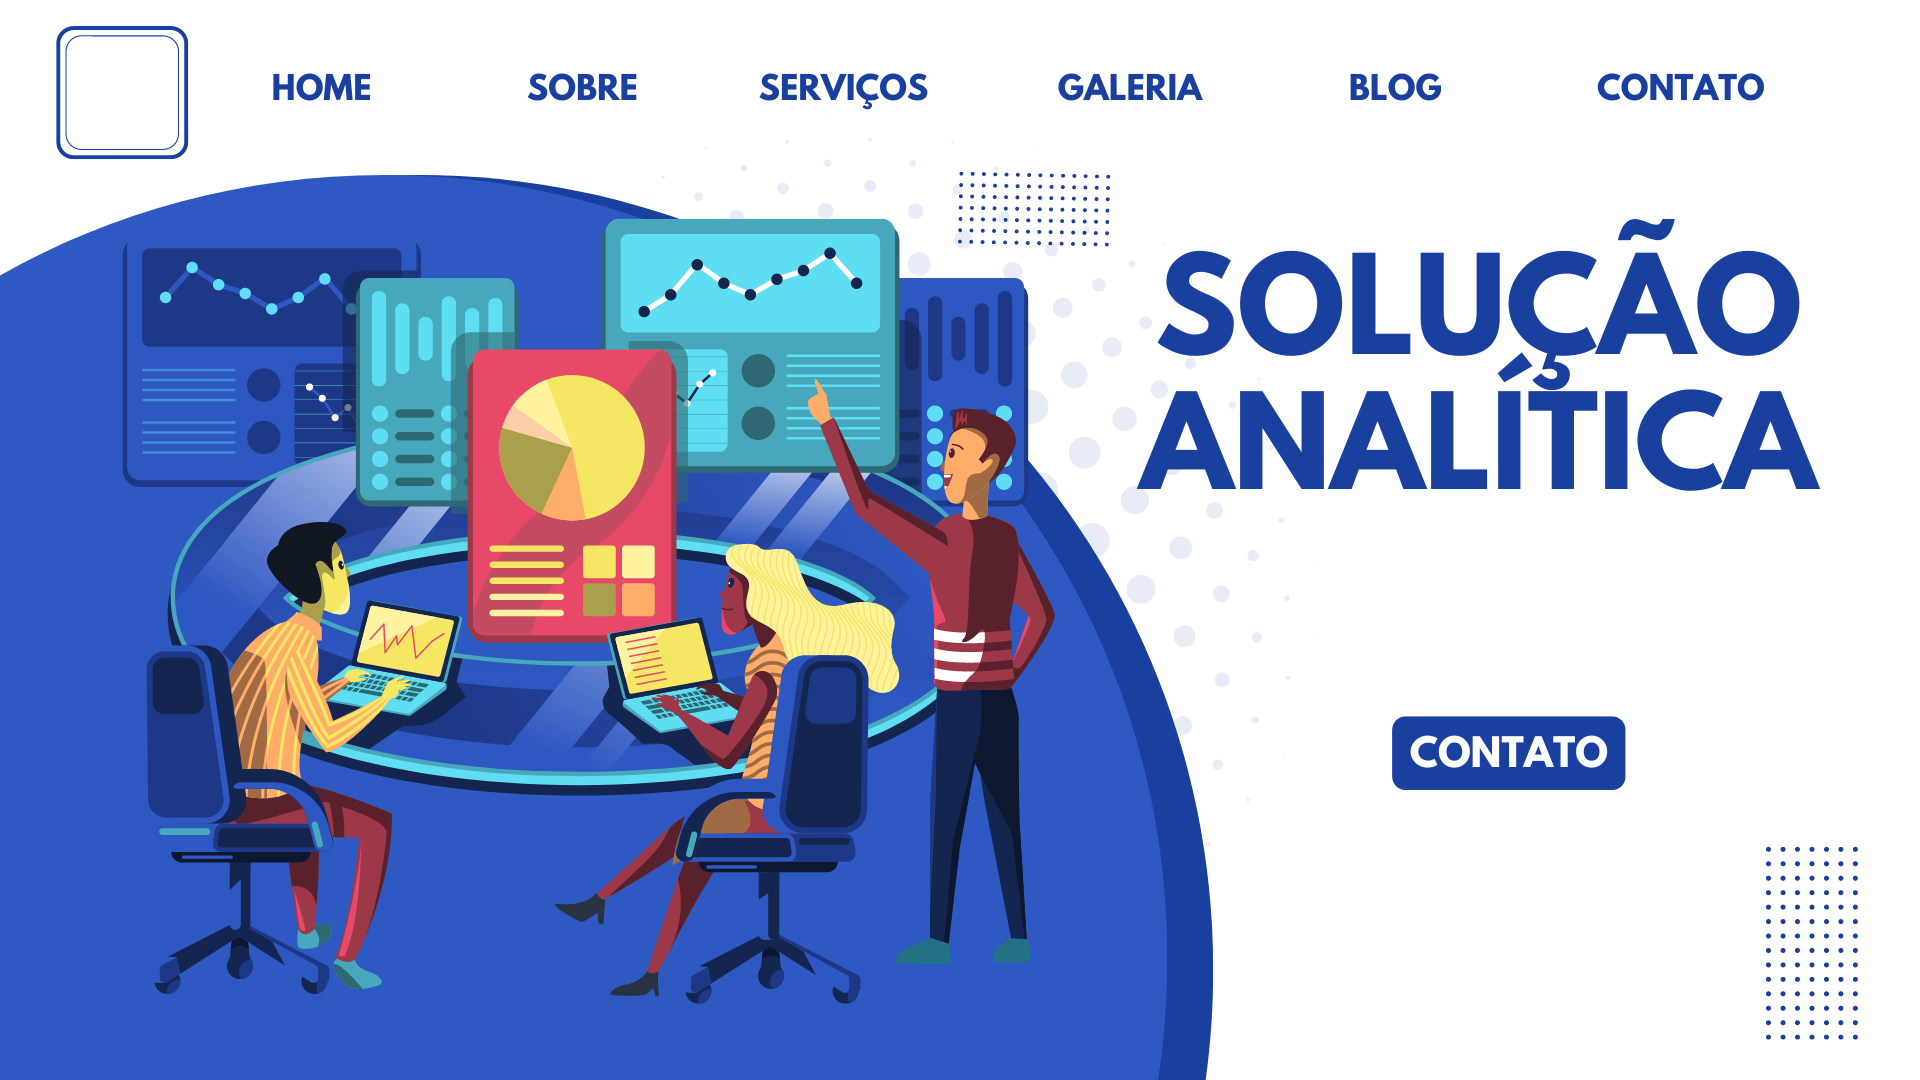 HOME SOBRE SERVIÇOS GALERIA BLOG CONTATO
SOLUÇÃO
ANALÍTICA
CONTATO